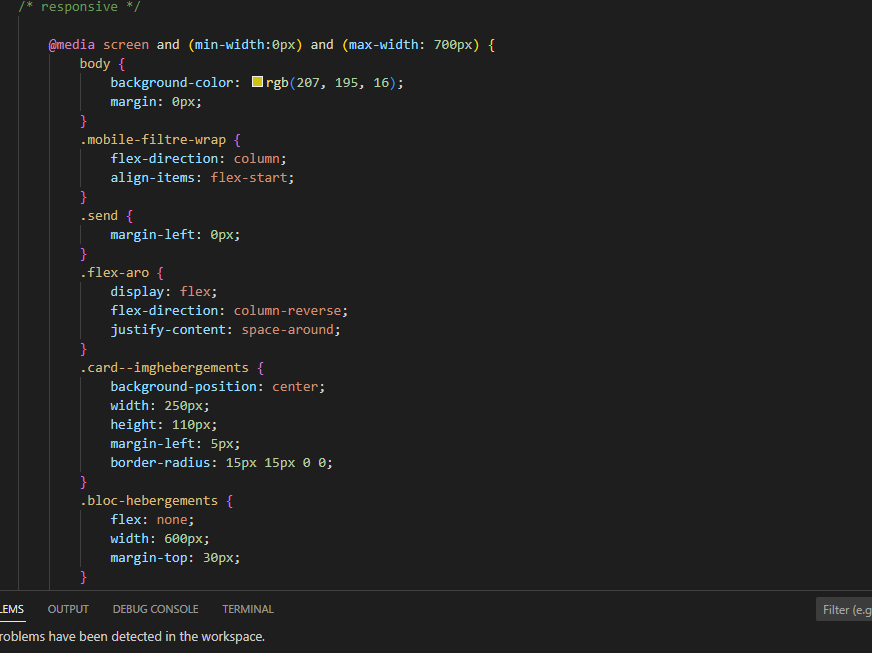 /* responsive */
@media screen and (min-width:0px) and (max-width: 700px) {
body {
background-color: rgb(207, 195, 16);
margin: 0px;
}
.mobile-filtre-wrap {
flex-direction: column;
align-items: flex-start;
}
.send {
margin-left: 0px;
}
.flex-aro {
display: flex;
flex-direction: column-reverse;
justify-content: space-around;
}
.card--imghebergements {
background-position: center;
width: 250px;
height: 110px;
margin-left: 5px;
border-radius: 15px 15px 0 0;
}
.bloc-hebergements {
flex: none;
width: 600px;
margin-top: 30px;
}
LEMS OUTPUT DEBUG CONSOLE TERMINAL Filter (e.g
roblems have been detected in the workspace.